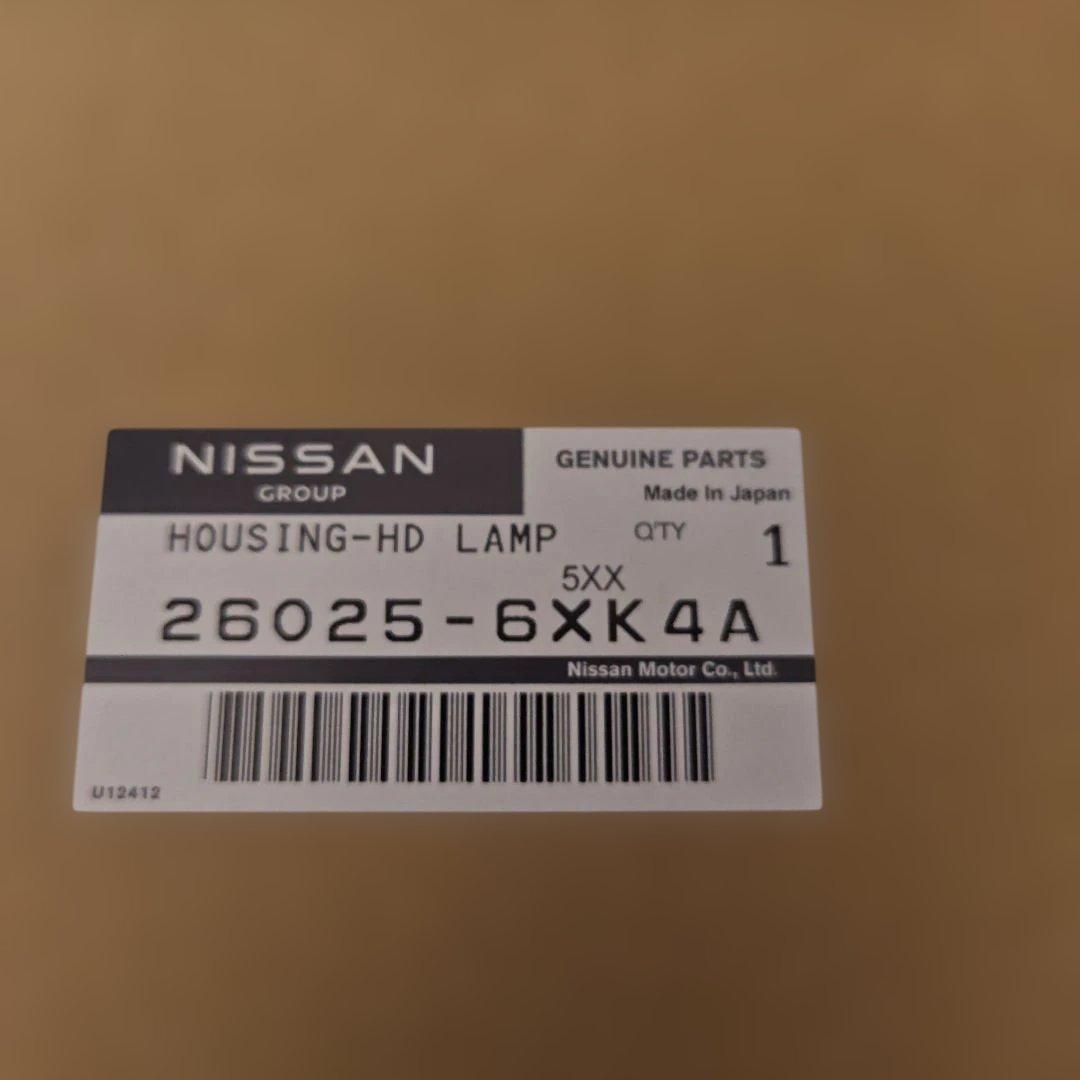 NISSAN
GROUP
GENUINE PARTS
Made In Japan
HOUSING-HD LAMP
Q'TY 1
5XX
26025-6XK4A
Nissan Motor Co., Ltd.
U12412